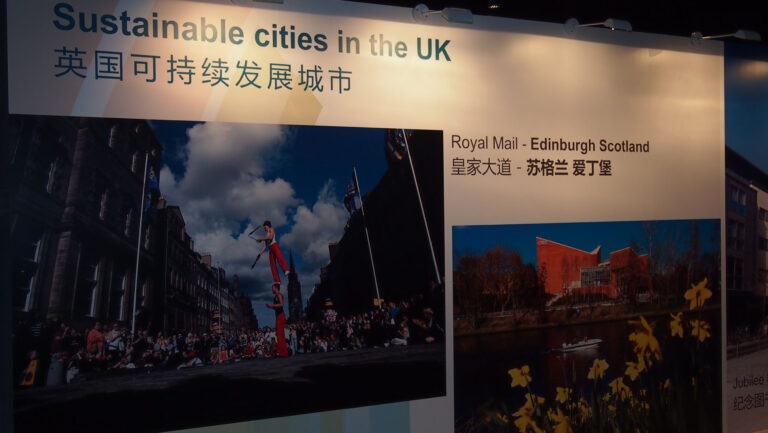 Sustainable cities in the UK
英国可持续发展城市
Royal Mail - Edinburgh Scotland
皇家大道 - 苏格兰 爱丁堡
Jubilee
纪念图